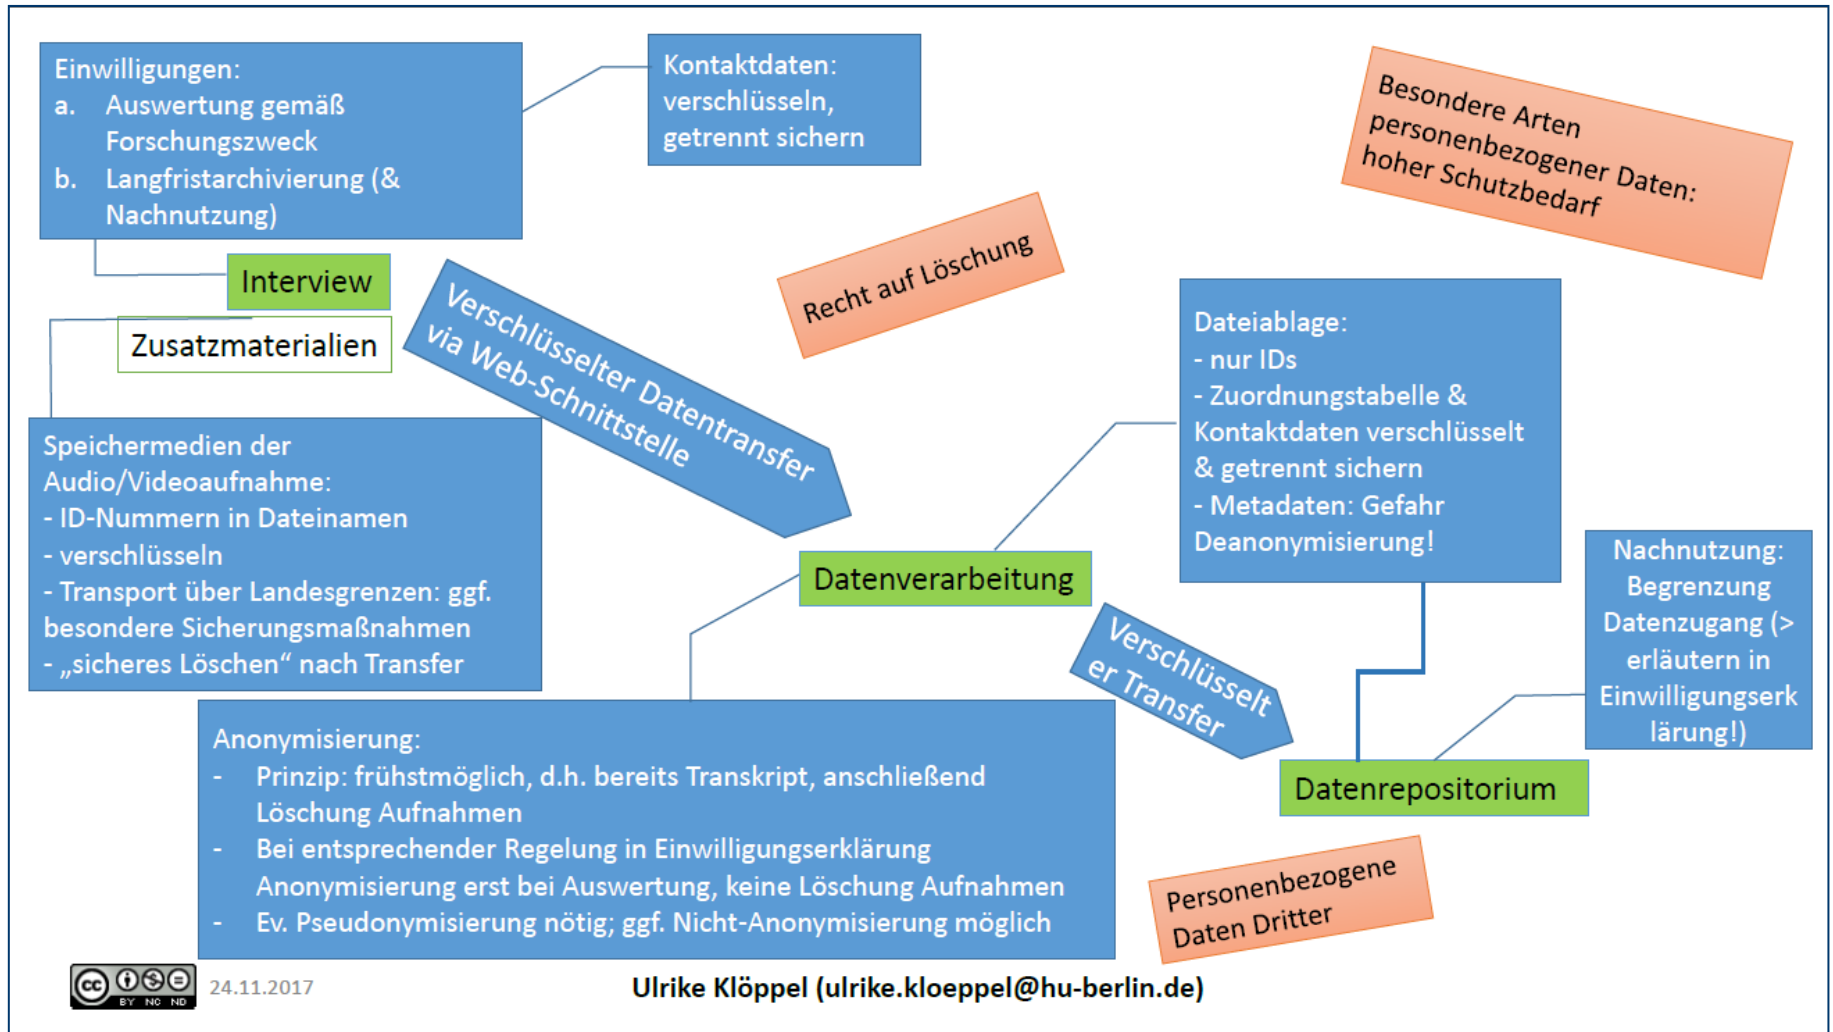 Einwilligungen:
a. Auswertung gemäß
Forschungszweck
b. Langfristarchivierung (&
Nachnutzung)
Kontaktdaten:
verschlüsseln,
getrennt sichern
Besondere Arten
personenbezogener Daten:
hoher Schutzbedarf
Recht auf Löschung
Interview
Zusatzmaterialien
Verschlüsselter Datentransfer
via Web-Schnittstelle
Speichermedien der
Audio/Videoaufnahme:
- ID-Nummern in Dateinamen
- verschlüsseln
- Transport über Landesgrenzen: ggf.
besondere Sicherungsmaßnahmen
- „sicheres Löschen“ nach Transfer
Dateiablage:
- nur IDs
- Zuordnungstabelle &
Kontaktdaten verschlüsselt
& getrennt sichern
- Metadaten: Gefahr
Deanonymisierung!
Datenverarbeitung
Nachnutzung:
Begrenzung
Datenzugang (>
erläutern in
Einwilligungserk
lärung!)
Verschlüsselt
er Transfer
Datenrepositorium
Anonymisierung:
- Prinzip: frühstmöglich, d.h. bereits Transkript, anschließend
Löschung Aufnahmen
- Bei entsprechender Regelung in Einwilligungserklärung
Anonymisierung erst bei Auswertung, keine Löschung Aufnahmen
- Ev. Pseudonymisierung nötig; ggf. Nicht-Anonymisierung möglich
Personenbezogene
Daten Dritter
cc
BY NC ND
24.11.2017
Ulrike Klöppel (ulrike.kloeppel@hu-berlin.de)